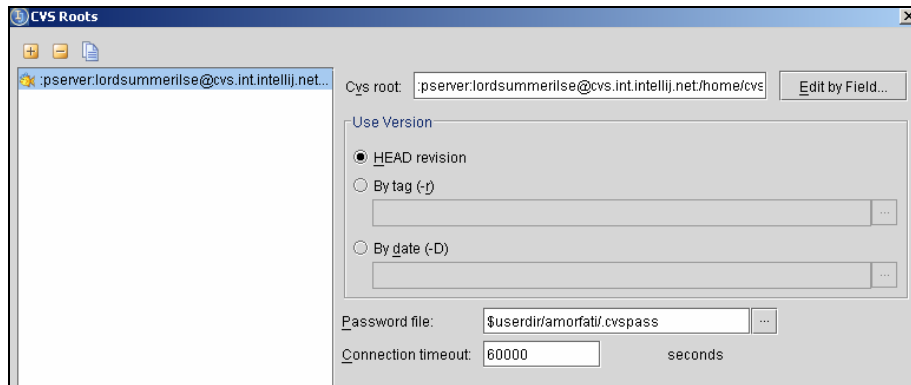 CVS Roots
:pserver:lordsummerilse@cvs.int.intellij.net...
Cvs root: :pserver:lordsummerilse@cvs.int.intellij.net:/home/cvs Edit by Field...
Use Version
HEAD revision
By tag (-r)
...
By date (-D)
...
Password file: $userdir/amorfati/.cvspass ...
Connection timeout: 60000 seconds